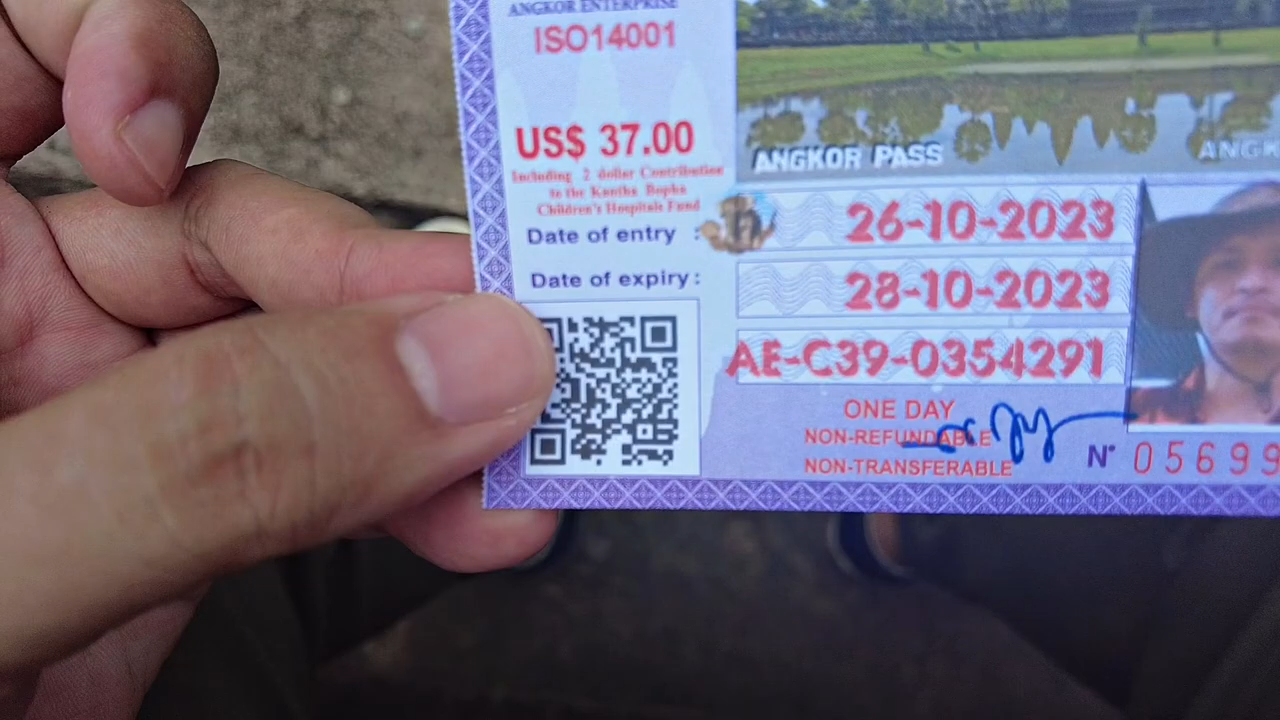 ANGKOR ENTERPRISE
ISO14001
US$ 37.00
Including 2 dollar Contribution
to the Kantha Bopha
Children's Hospitals Fund
ANGKOR PASS
ANGK
Date of entry : 26-10-2023
Date of expiry : 28-10-2023
AE-C39-0354291
ONE DAY
NON-REFUNDABLE
NON-TRANSFERABLE
N° 05699